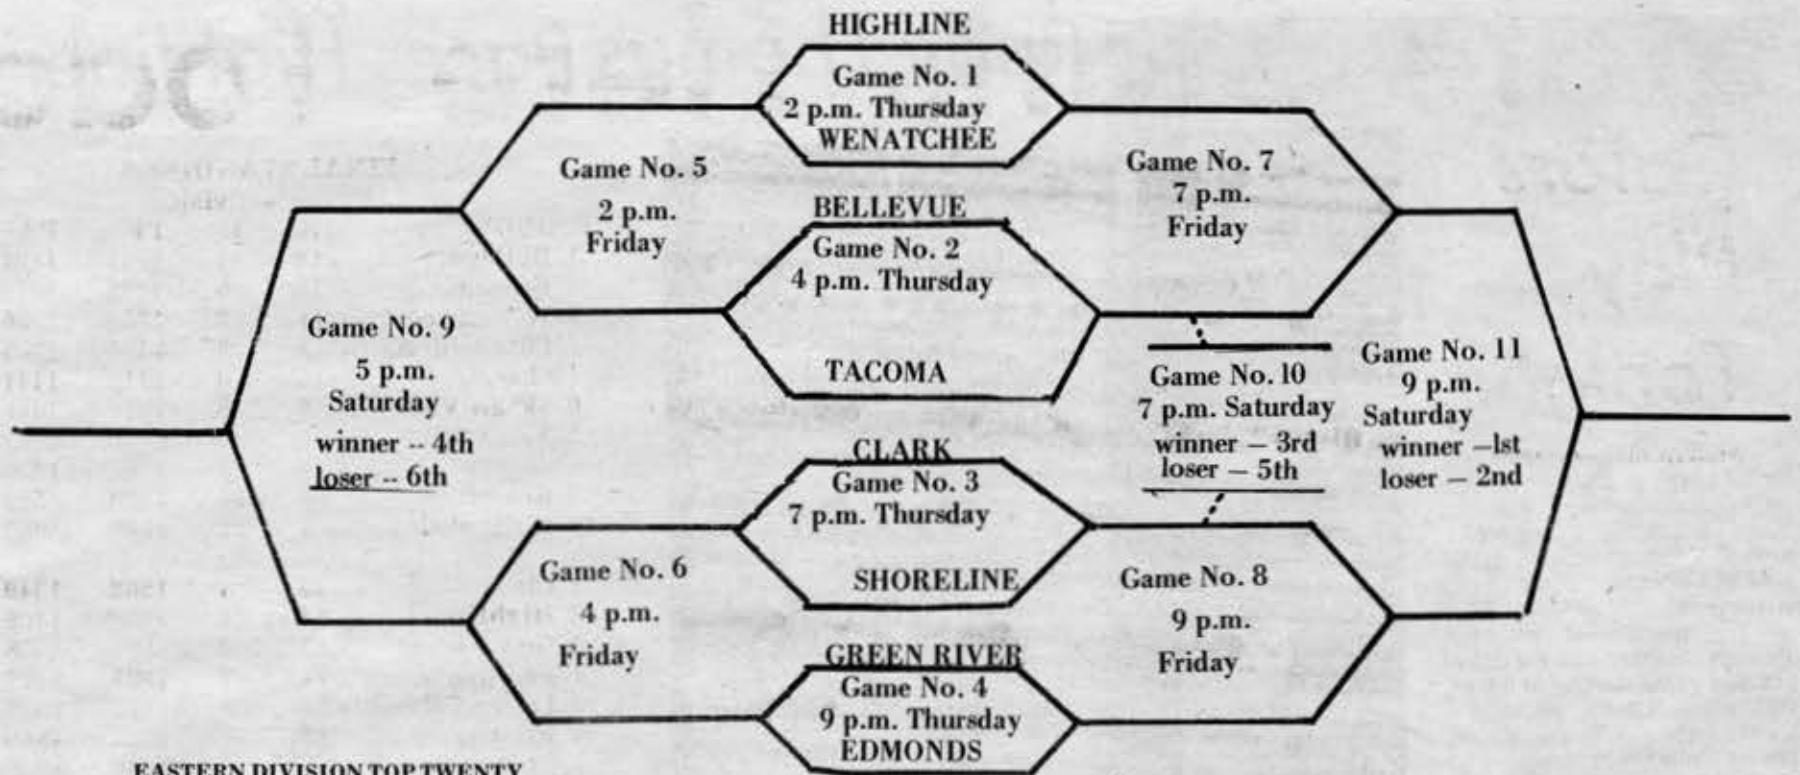 HIGHLINE
Game No. 1
2 p.m. Thursday
WENATCHEE
Game No. 5
2 p.m.
Friday
Game No. 7
7 p.m.
Friday
BELLEVUE
Game No. 2
4 p.m. Thursday
TACOMA
Game No. 9
5 p.m.
Saturday
winner -- 4th
loser -- 6th
Game No. 10
7 p.m. Saturday
winner — 3rd
loser — 5th
Game No. 11
9 p.m.
Saturday
winner —1st
loser — 2nd
CLARK
Game No. 3
7 p.m. Thursday
SHORELINE
Game No. 6
4 p.m.
Friday
Game No. 8
9 p.m.
Friday
GREEN RIVER
Game No. 4
9 p.m. Thursday
EDMONDS
EASTERN DIVISION TOP TWENTY